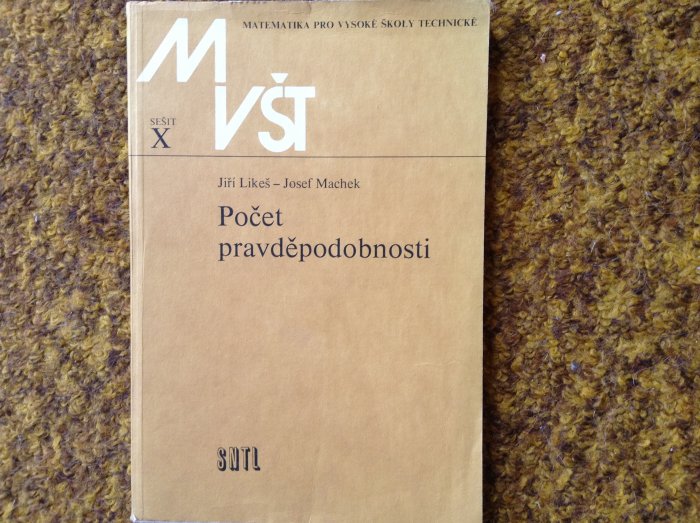 MATEMATIKA PRO VYSOKÉ ŠKOLY TECHNICKÉ
M
VŠT
SEŠIT
X
Jiří Likeš – Josef Machek
Počet
pravděpodobnosti
SNTL